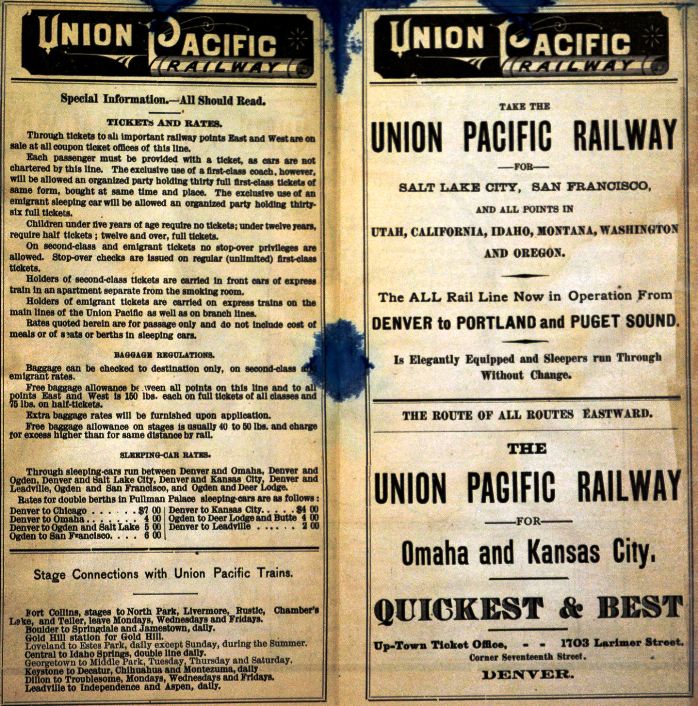 UNION PACIFIC
RAILWAY
Special Information.—All Should Read.
TICKETS AND RATES.
Through tickets to all important railway points East and West are on
sale at all coupon ticket offices of this line.
Each passenger must be provided with a ticket, as cars are not
chartered by this line. The exclusive use of a first-class coach, however,
will be allowed an organized party holding thirty full first-class tickets of
same form, bought at same time and place. The exclusive use of an
emigrant sleeping car will be allowed an organized party holding thirty-
six full tickets.
Children under five years of age require no tickets; under twelve years,
require half tickets; twelve and over, full tickets.
On second-class and emigrant tickets no stop-over privileges are
allowed. Stop-over checks are issued on regular (unlimited) first-class
tickets.
Holders of second-class tickets are carried in front cars of express
train in an apartment separate from the smoking room.
Holders of emigrant tickets are carried on express trains on the
main lines of the Union Pacific as well as on branch lines.
Rates quoted herein are for passage only and do not include cost of
meals or of seats or berths in sleeping cars.
BAGGAGE REGULATIONS.
Baggage can be checked to destination only, on second-class and
emigrant rates.
Free baggage allowance between all points on this line and to all
points East and West is 150 lbs. each on full tickets of all classes and
75 lbs. on half-tickets.
Extra baggage rates will be furnished upon application.
Free baggage allowance on stages is usually 40 to 50 lbs. and charge
for excess higher than for same distance by rail.
SLEEPING-CAR RATES.
Through sleeping-cars run between Denver and Omaha, Denver and
Ogden, Denver and Salt Lake City, Denver and Kansas City, Denver and
Leadville, Ogden and San Francisco, and Ogden and Deer Lodge.
Rates for double berths in Pullman Palace sleeping-cars are as follows:
Denver to Chicago . . . . . . $7 00 | Denver to Kansas City. . . . . $4 00
Denver to Omaha . . . . . . 4 00 | Ogden to Deer Lodge and Butte 4 00
Denver to Ogden and Salt Lake 5 00 | Denver to Leadville . . . . . . 2 00
Ogden to San Francisco. . . . 6 00
Stage Connections with Union Pacific Trains.
Fort Collins, stages to North Park, Livermore, Rustic, Chamber's
Lake, and Teller, leave Mondays, Wednesdays and Fridays.
Boulder to Springdale and Jamestown, daily.
Gold Hill station for Gold Hill.
Loveland to Estes Park, daily except Sunday, during the Summer.
Central to Idaho Springs, double line daily.
Georgetown to Middle Park, Tuesday, Thursday and Saturday.
Keystone to Decatur, Chihuahua and Montezuma, daily
Dillon to Troublesome, Mondays, Wednesdays and Fridays.
Leadville to Independence and Aspen, daily.
UNION PACIFIC
RAILWAY
TAKE THE
UNION PACIFIC RAILWAY
—FOR—
SALT LAKE CITY, SAN FRANCISCO,
AND ALL POINTS IN
UTAH, CALIFORNIA, IDAHO, MONTANA, WASHINGTON
AND OREGON.
The ALL Rail Line Now in Operation From
DENVER to PORTLAND and PUGET SOUND.
Is Elegantly Equipped and Sleepers run Through
Without Change.
THE ROUTE OF ALL ROUTES EASTWARD.
THE
UNION PACIFIC RAILWAY
—FOR—
Omaha and Kansas City.
QUICKEST & BEST
Up-Town Ticket Office, - - 1703 Larimer Street.
Corner Seventeenth Street.
DENVER.